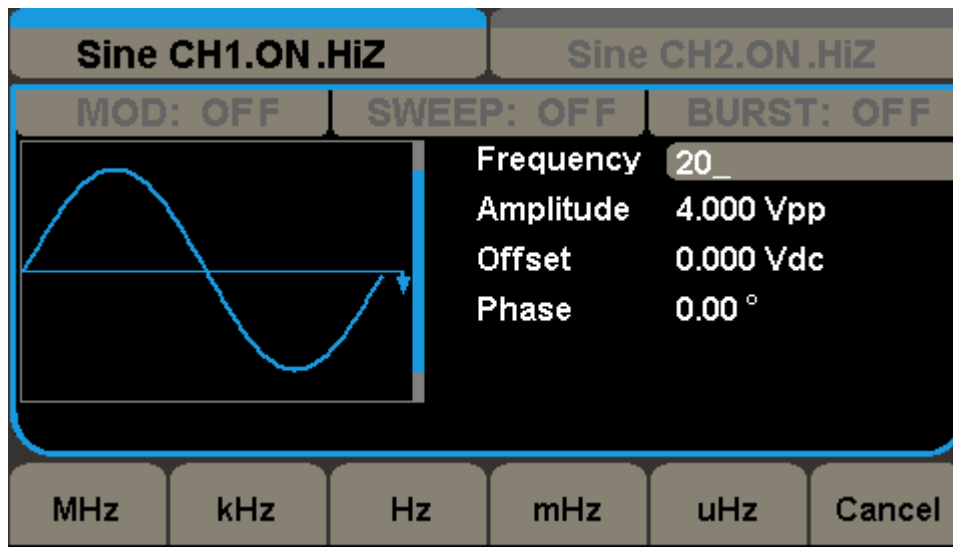 Sine CH1.ON.HiZ
Sine CH2.ON.HiZ
MOD: OFF
SWEEP: OFF
BURST: OFF
Frequency 20_
Amplitude 4.000 Vpp
Offset 0.000 Vdc
Phase 0.00 °
MHz
kHz
Hz
mHz
uHz
Cancel